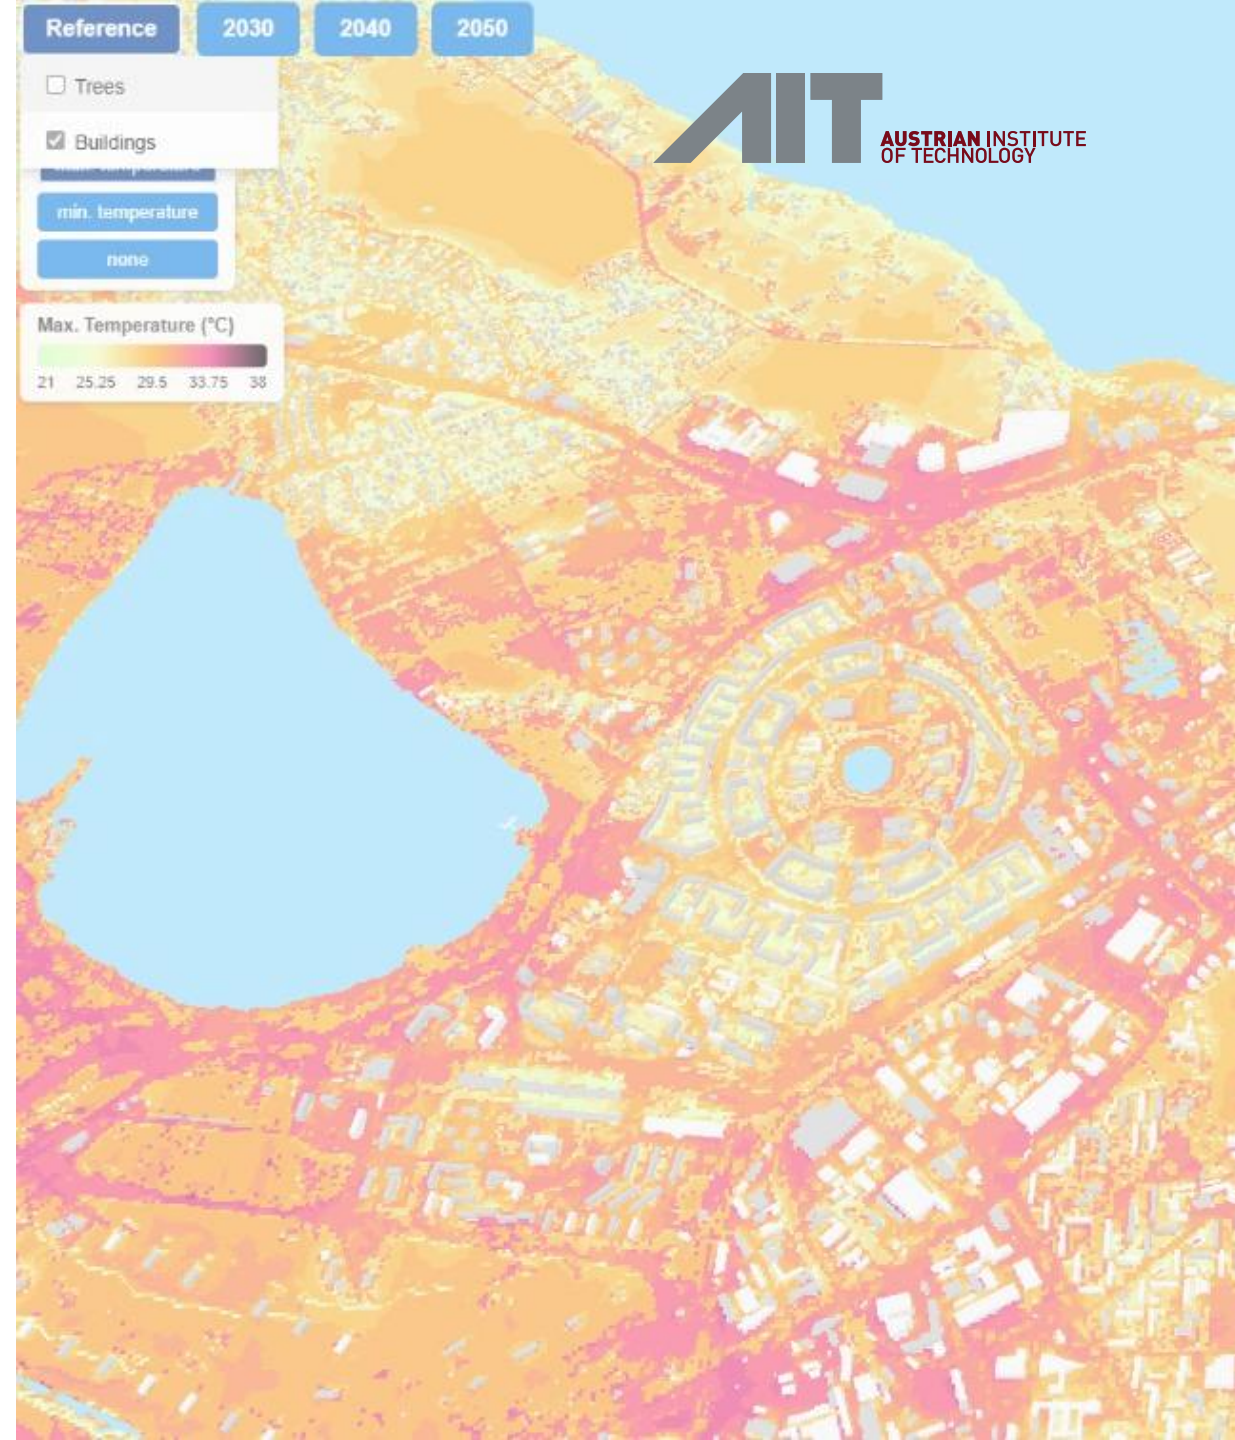 Reference 2030 2040 2050
Trees
Buildings
min. temperature
none
Max. Temperature (°C)
21 25.25 29.5 33.75 38
AIT
AUSTRIAN INSTITUTE
OF TECHNOLOGY